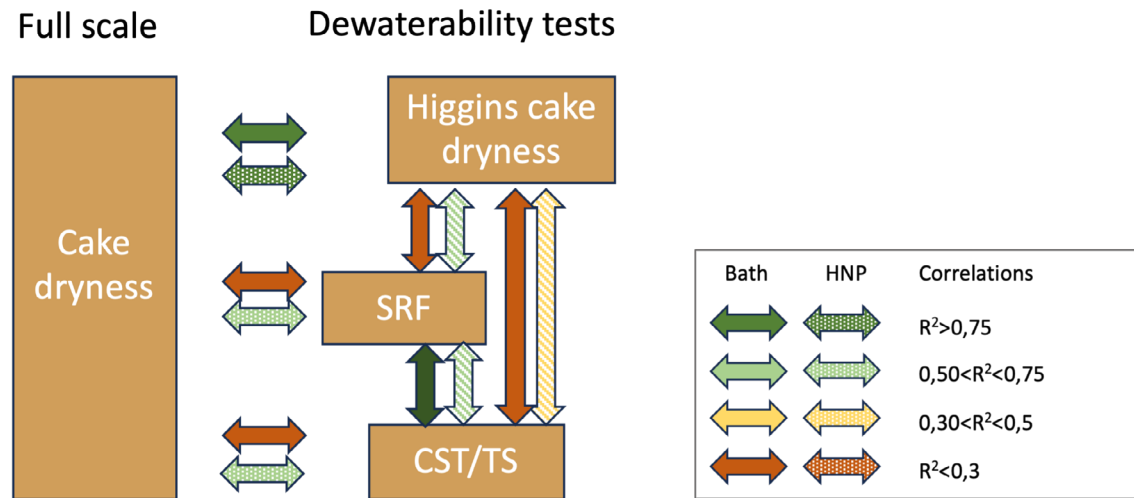 Full scale
Dewaterability tests
Higgins cake
dryness
Cake
dryness
SRF
CST/TS
Bath HNP Correlations
R²>0,75
0,50<R²<0,75
0,30<R²<0,5
R²<0,3